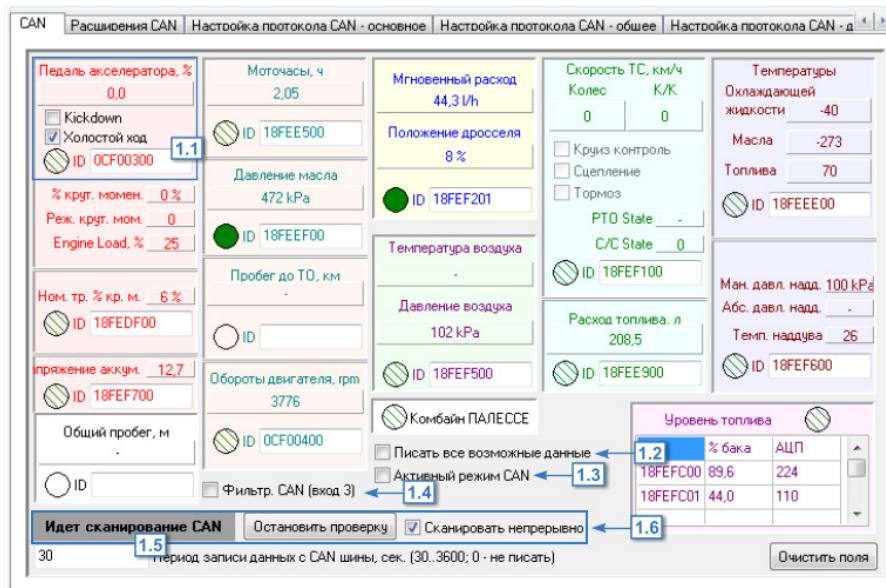 CAN
Расширения CAN
Настройка протокола CAN - основное
Настройка протокола CAN - общее
Настройка протокола CAN - д
Педаль акселератора, %
0,0
Kickdown
Холостой ход
1.1
ID 0CF00300
% крут. момен. 0 %
Реж. крут. мом. 0
Engine Load, % 25
Ном. тр. % кр. м. 6 %
ID 18FEDF00
пряжение аккум. 12,7
ID 18FEF700
Общий пробег, м
-
ID
Моточасы, ч
2,05
ID 18FEE500
Давление масла
472 kPa
ID 18FEEF00
Пробег до ТО, км
-
ID
Обороты двигателя, rpm
3776
ID 0CF00400
Фильтр. CAN (вход 3)
1.4
Мгновенный расход
44,3 l/h
Положение дросселя
8 %
ID 18FEF201
Температура воздуха
-
Давление воздуха
102 kPa
ID 18FEF500
Комбайн ПАЛЕССЕ
Писать все возможные данные
1.2
Активный режим CAN
1.3
Скорость ТС, км/ч
Колес К/К
0 0
Круиз контроль
Сцепление
Тормоз
PTO State -
C/C State 0
ID 18FEF100
Расход топлива. л
208,5
ID 18FEE900
Температуры
Охлаждающей
жидкости -40
Масла -273
Топлива 70
ID 18FEEE00
Ман. давл. надд. 100 kPa
Абс. давл. надд. -
Темп. наддува 26
ID 18FEF600
Уровень топлива
% бака АЦП
18FEFC00 89,6 224
18FEFC01 44,0 110
Идет сканирование CAN
Остановить проверку
Сканировать непрерывно
1.6
1.5
30 Период записи данных с CAN шины, сек. (30..3600; 0 - не писать)
Очистить поля